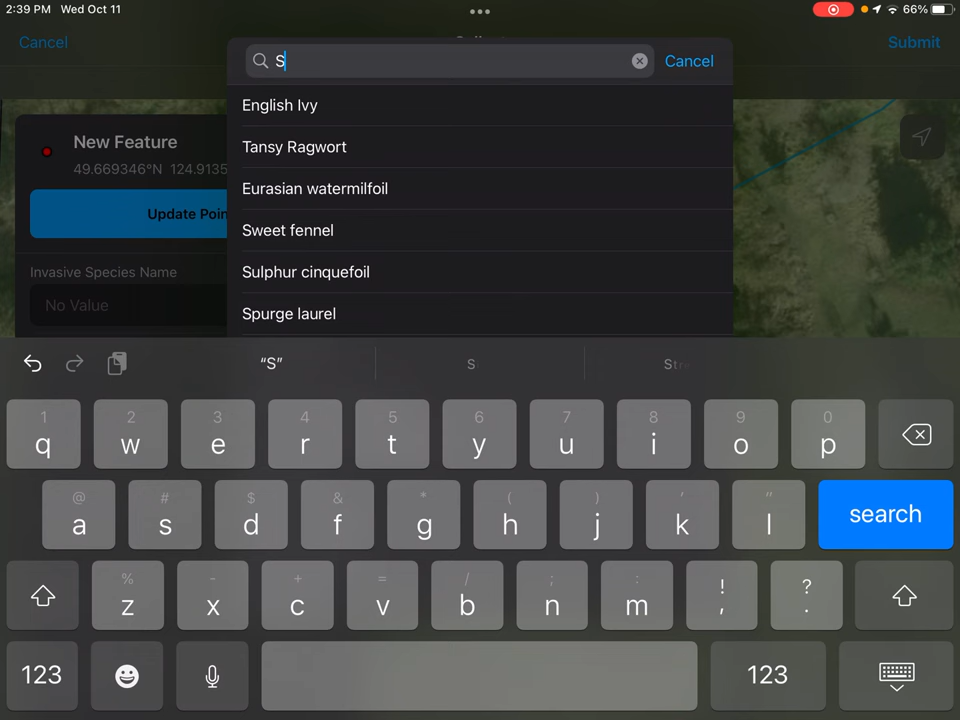 2:39 PM Wed Oct 11
66%
Cancel
Submit
S
Cancel
English Ivy
Tansy Ragwort
Eurasian watermilfoil
Sweet fennel
Sulphur cinquefoil
Spurge laurel
New Feature
49.669346°N 124.9135
Update Poin
Invasive Species Name
No Value
“S” S Stre
1 2 3 4 5 6 7 8 9 0
q w e r t y u i o p
@ # $ & * ( ) ' "
a s d f g h j k l search
% - + = / ; : ! ?
z x c v b n m , .
123 123